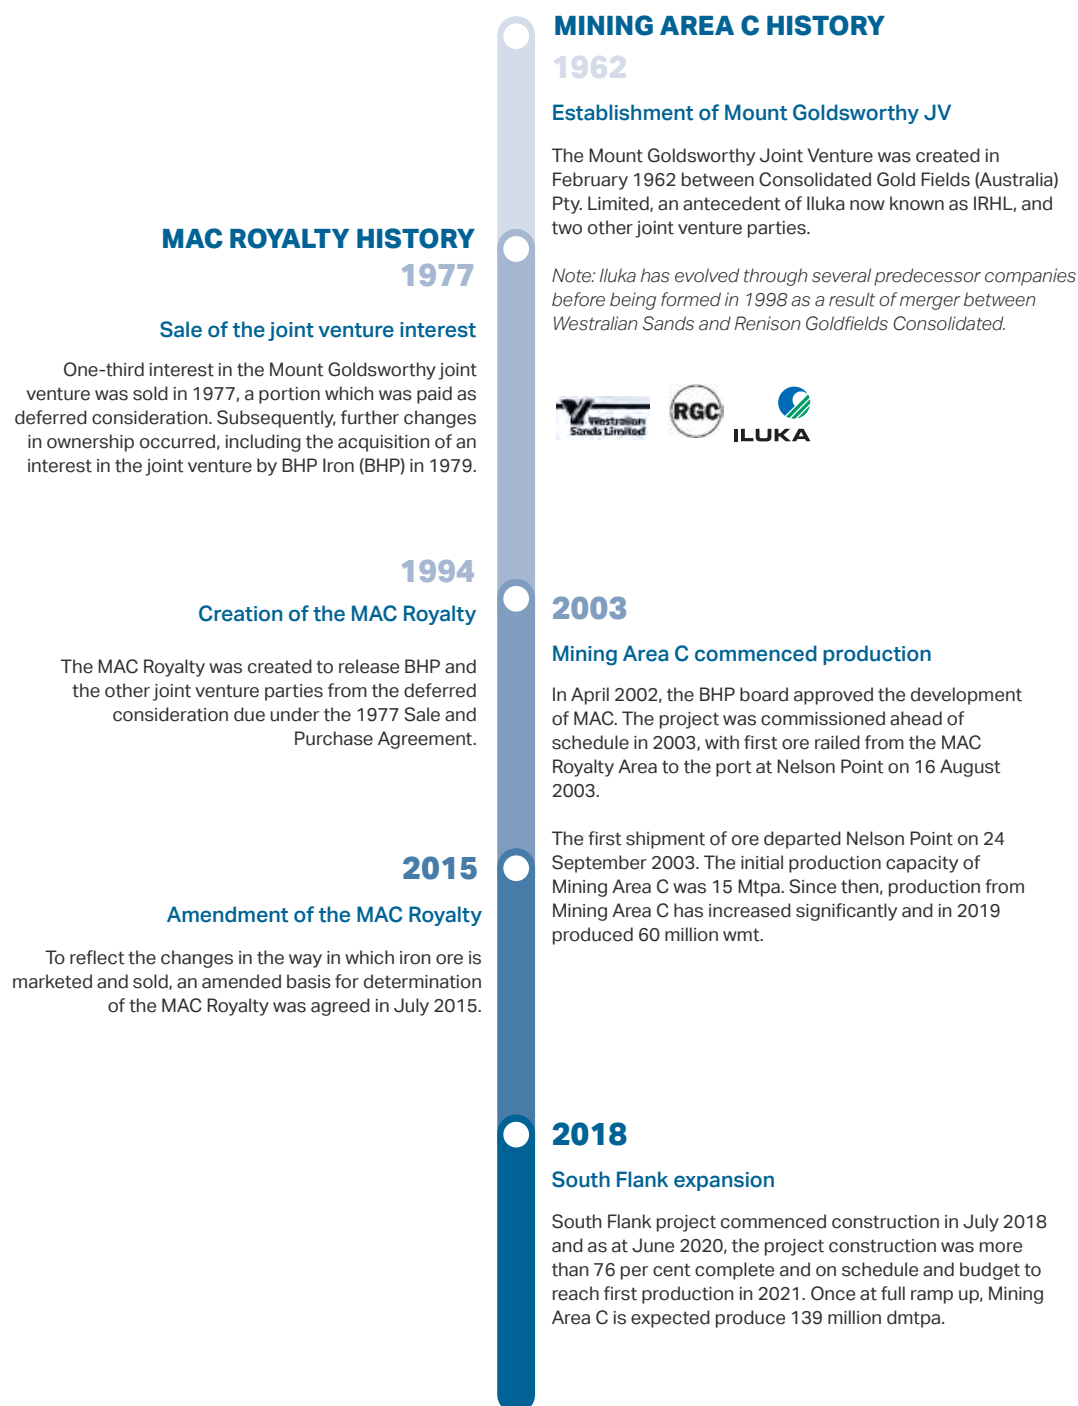 MINING AREA C HISTORY
1962
Establishment of Mount Goldsworthy JV
The Mount Goldsworthy Joint Venture was created in
February 1962 between Consolidated Gold Fields (Australia)
Pty. Limited, an antecedent of Iluka now known as IRHL, and
two other joint venture parties.
Note: Iluka has evolved through several predecessor companies
before being formed in 1998 as a result of merger between
Westralian Sands and Renison Goldfields Consolidated.
Westralian
Sands Limited
RGC
ILUKA
MAC ROYALTY HISTORY
1977
Sale of the joint venture interest
One-third interest in the Mount Goldsworthy joint
venture was sold in 1977, a portion which was paid as
deferred consideration. Subsequently, further changes
in ownership occurred, including the acquisition of an
interest in the joint venture by BHP Iron (BHP) in 1979.
1994
Creation of the MAC Royalty
The MAC Royalty was created to release BHP and
the other joint venture parties from the deferred
consideration due under the 1977 Sale and
Purchase Agreement.
2003
Mining Area C commenced production
In April 2002, the BHP board approved the development
of MAC. The project was commissioned ahead of
schedule in 2003, with first ore railed from the MAC
Royalty Area to the port at Nelson Point on 16 August
2003.
The first shipment of ore departed Nelson Point on 24
September 2003. The initial production capacity of
Mining Area C was 15 Mtpa. Since then, production from
Mining Area C has increased significantly and in 2019
produced 60 million wmt.
2015
Amendment of the MAC Royalty
To reflect the changes in the way in which iron ore is
marketed and sold, an amended basis for determination
of the MAC Royalty was agreed in July 2015.
2018
South Flank expansion
South Flank project commenced construction in July 2018
and as at June 2020, the project construction was more
than 76 per cent complete and on schedule and budget to
reach first production in 2021. Once at full ramp up, Mining
Area C is expected produce 139 million dmtpa.